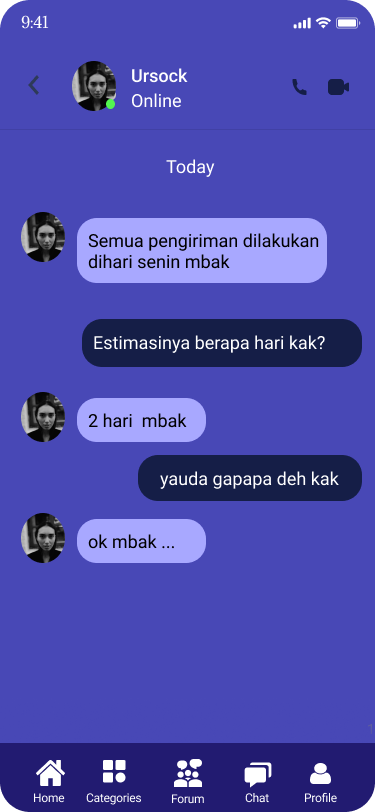 9:41
Ursock
Online
Today
Semua pengiriman dilakukan
dihari senin mbak
Estimasinya berapa hari kak?
2 hari  mbak
yauda gapapa deh kak
ok mbak ...
Home
Categories
Forum
Chat
Profile